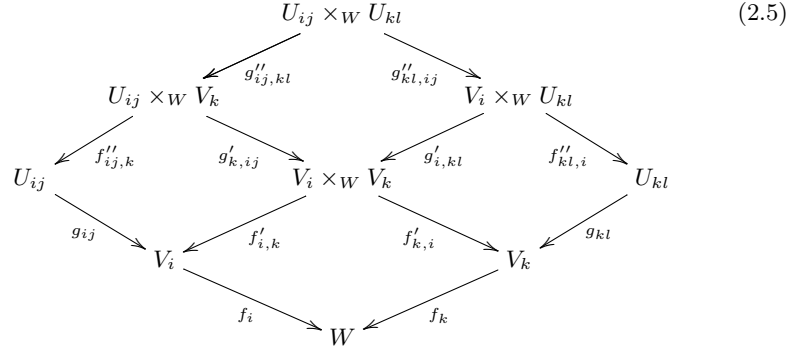 U_{ij} ×_W U_{kl} (2.5)
g''_{ij,kl} g''_{kl,ij}
U_{ij} ×_W V_k V_i ×_W U_{kl}
f''_{ij,k} g'_{k,ij} g'_{i,kl} f''_{kl,i}
U_{ij} V_i ×_W V_k U_{kl}
g_{ij} f'_{i,k} f'_{k,i} g_{kl}
V_i V_k
f_i f_k
W